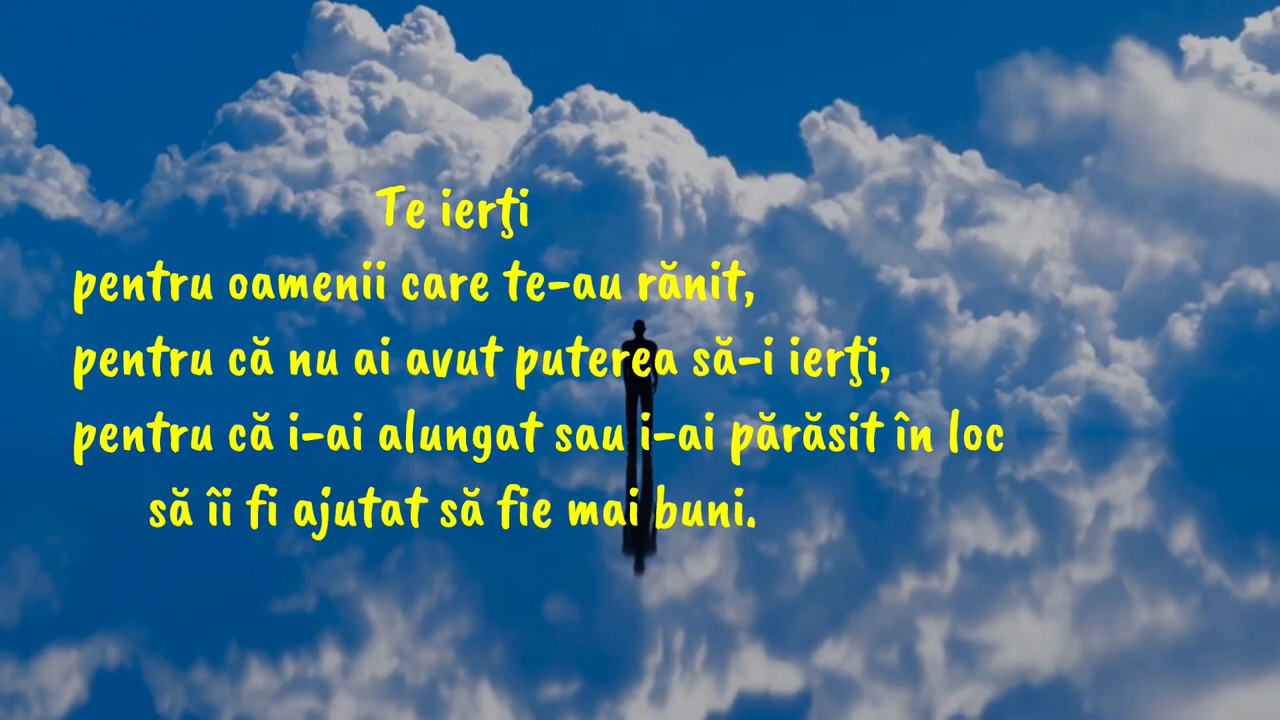 Te ierţi
pentru oamenii care te-au rănit,
pentru că nu ai avut puterea să-i ierţi,
pentru că i-ai alungat sau i-ai părăsit în loc
să îi fi ajutat să fie mai buni.